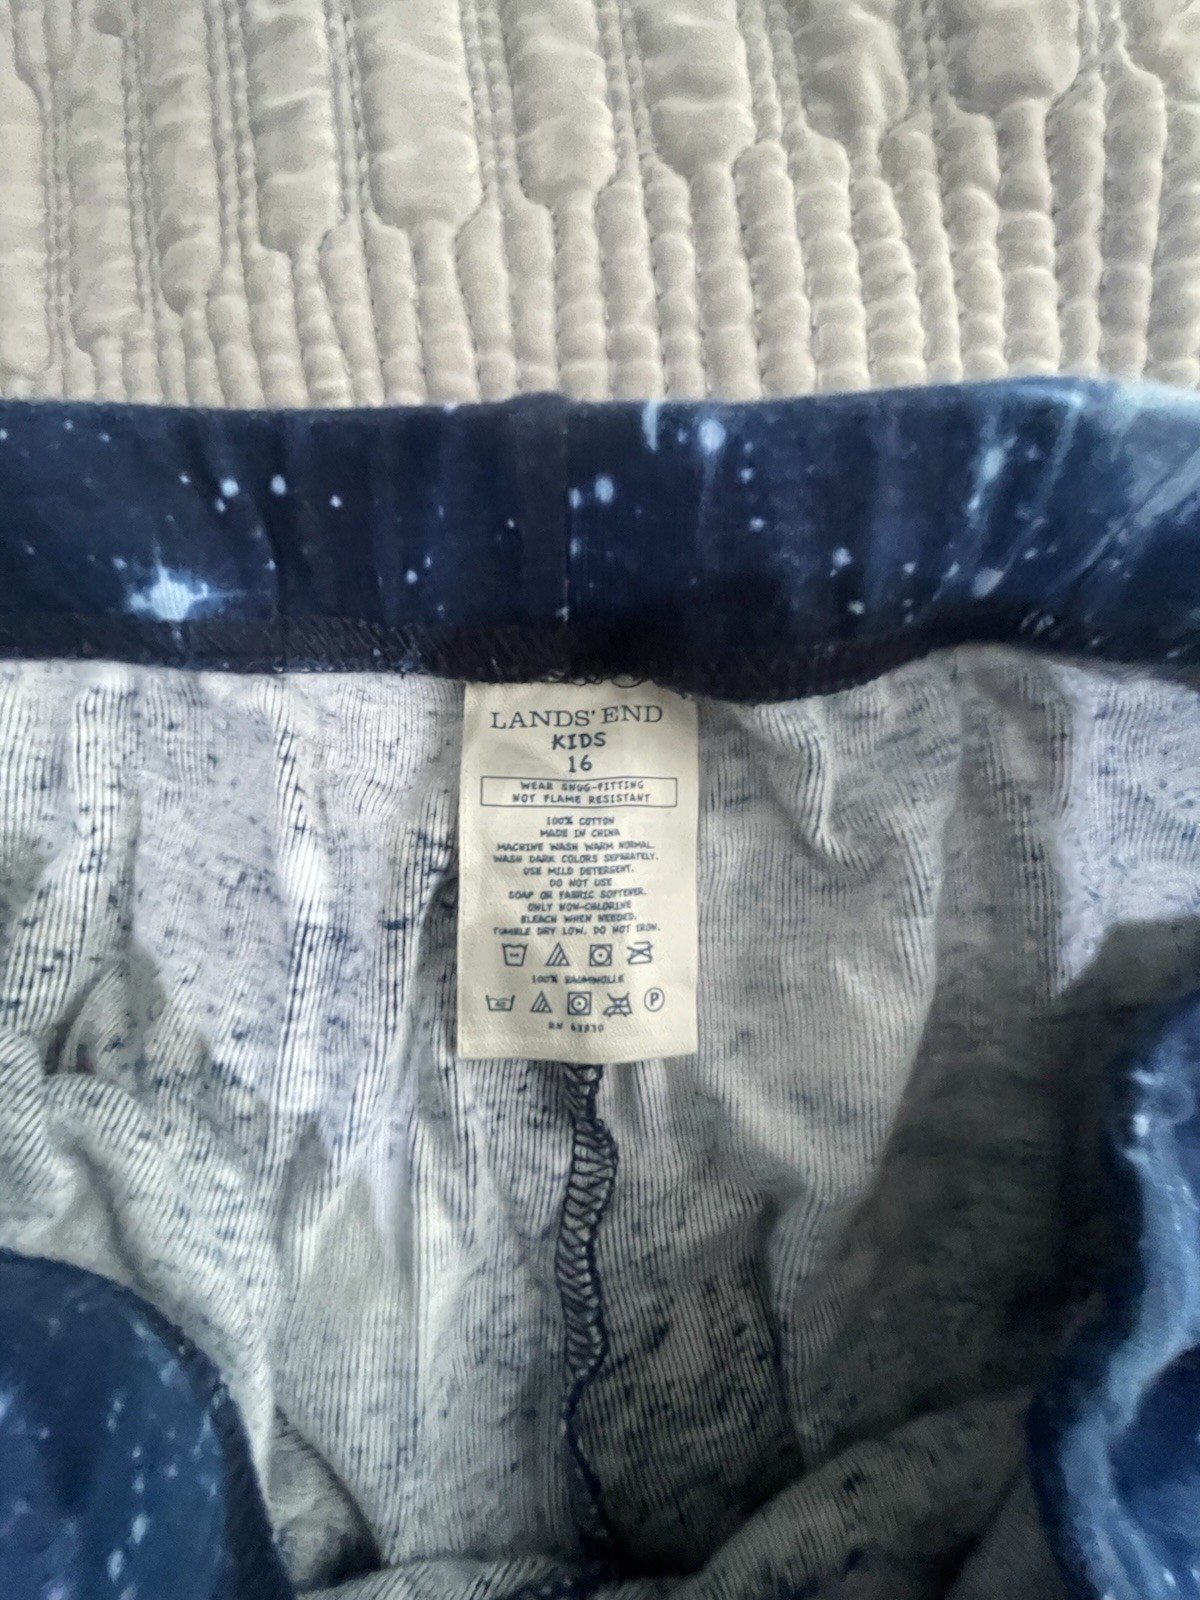 LANDS' END
KIDS
16
WEAR SNUG-FITTING
NOT FLAME RESISTANT
100% COTTON
MADE IN CHINA
MACHINE WASH WARM NORMAL.
WASH DARK COLORS SEPARATELY.
USE MILD DETERGENT.
DO NOT USE
SOAP OR FABRIC SOFTENER.
ONLY NON-CHLORINE
BLEACH WHEN NEEDED.
TUMBLE DRY LOW. DO NOT IRON.
100% BAUMWOLLE
40 P
RN